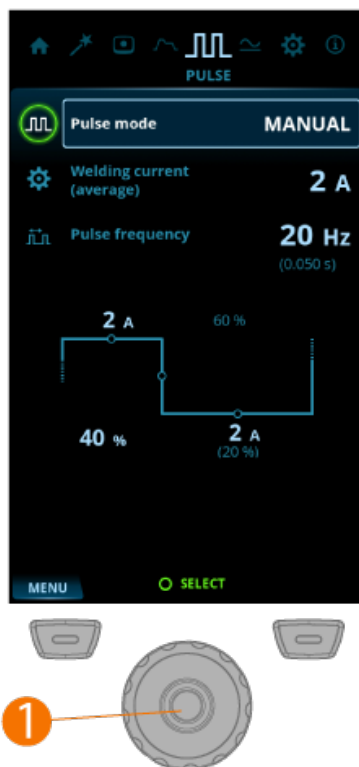 PULSE
Pulse mode MANUAL
Welding current
(average) 2 A
Pulse frequency 20 Hz
(0.050 s)
2 A 60 %
40 % 2 A
(20 %)
MENU SELECT
1